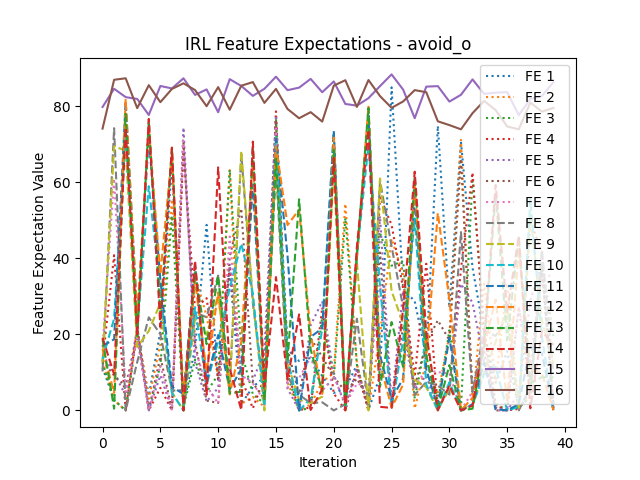 IRL Feature Expectations - avoid_o
Feature Expectation Value
80
60
40
20
0
0 5 10 15 20 25 30 35 40
Iteration
FE 1
FE 2
FE 3
FE 4
FE 5
FE 6
FE 7
FE 8
FE 9
FE 10
FE 11
FE 12
FE 13
FE 14
FE 15
FE 16